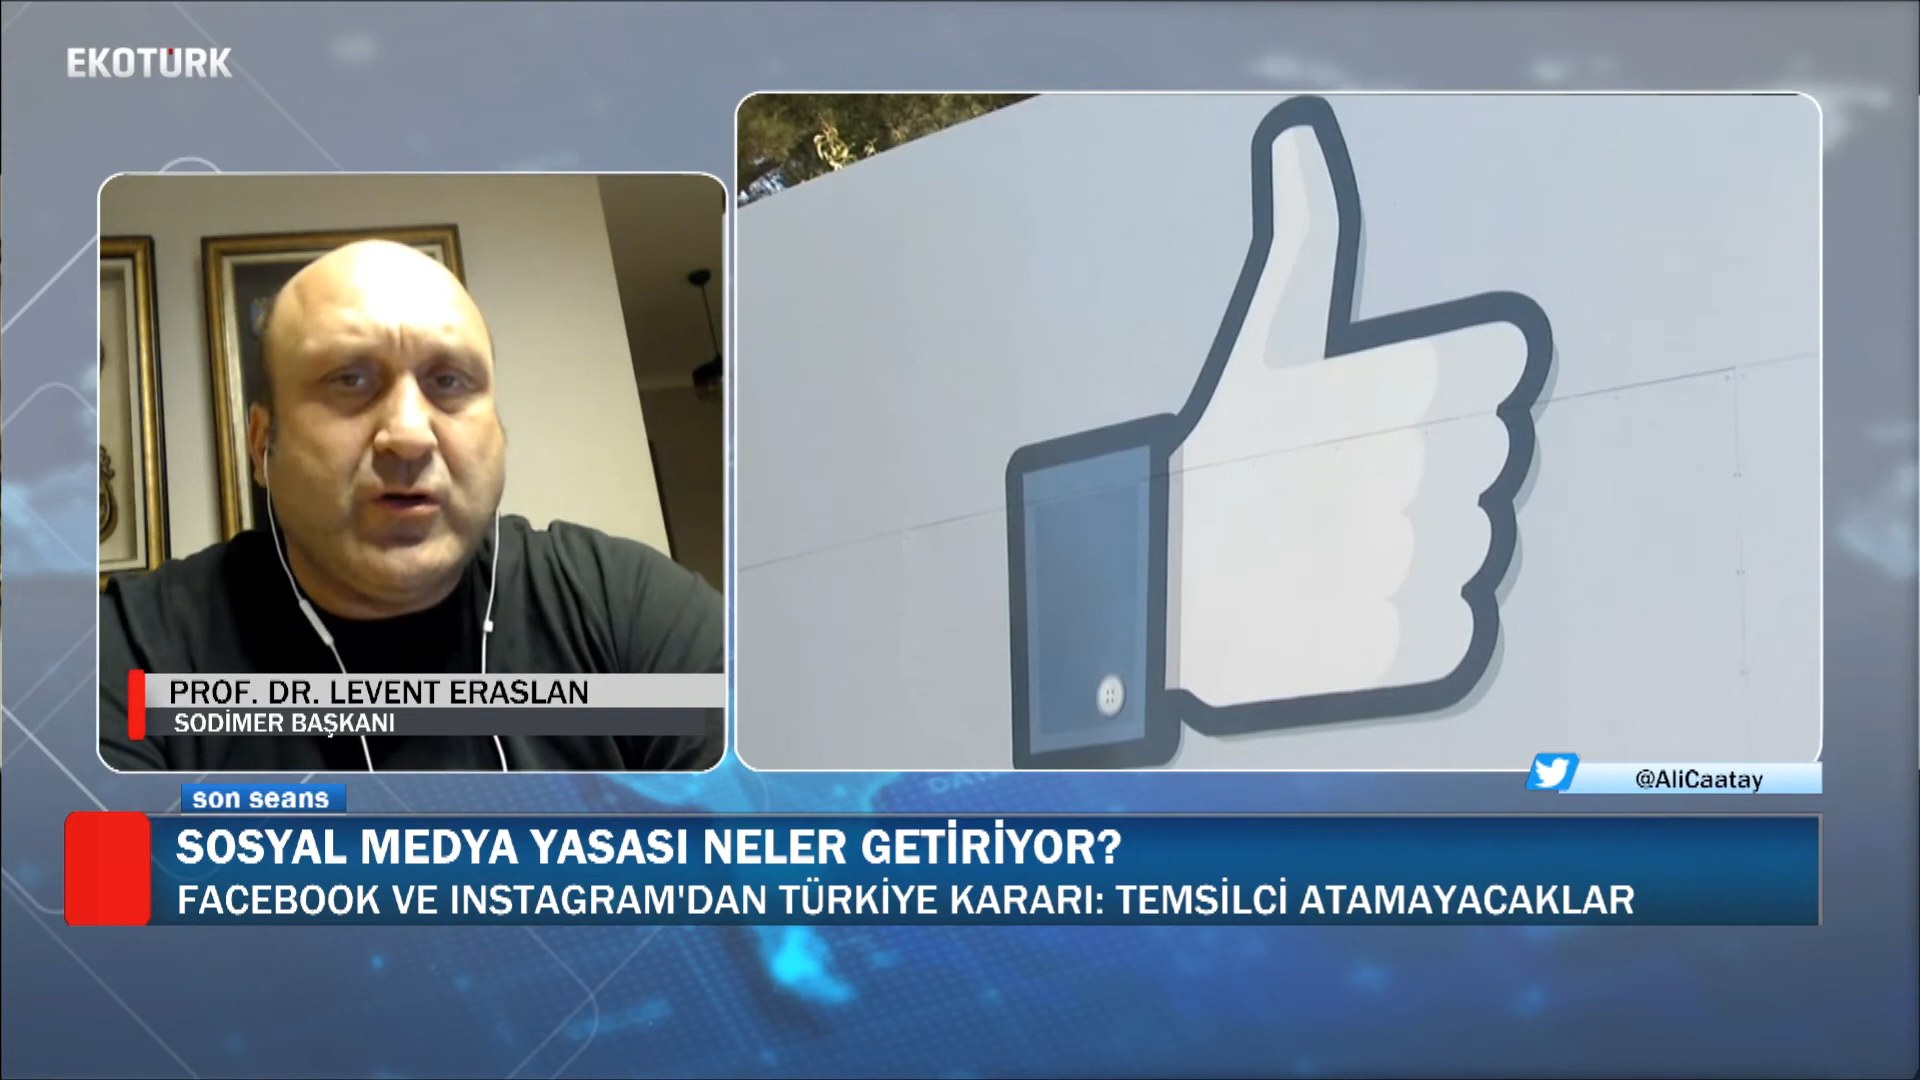 EKOTÜRK
PROF. DR. LEVENT ERASLAN
SODİMER BAŞKANI
@AliCaatay
son seans
SOSYAL MEDYA YASASI NELER GETİRİYOR?
FACEBOOK VE INSTAGRAM'DAN TÜRKİYE KARARI: TEMSİLCİ ATAMAYACAKLAR